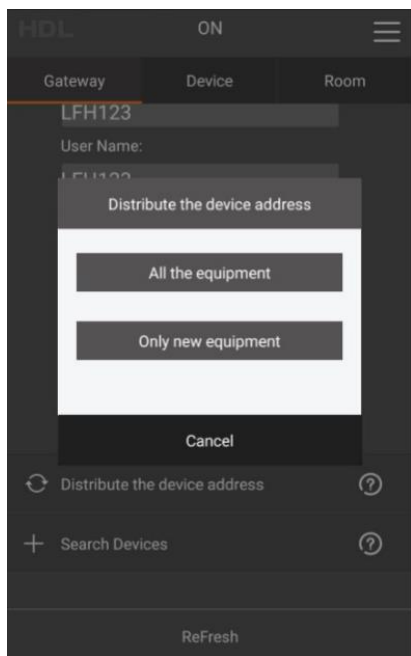 HDL
ON
Gateway
Device
Room
LFH123
User Name:
LFH123
Distribute the device address
All the equipment
Only new equipment
Cancel
Distribute the device address
?
Search Devices
?
ReFresh